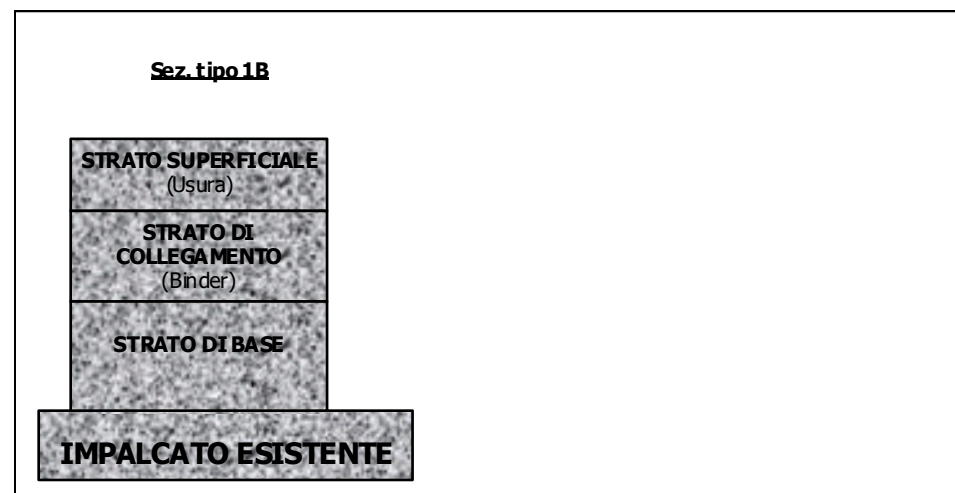 Sez. tipo 1B
STRATO SUPERFICIALE
(Usura)
STRATO DI
COLLEGAMENTO
(Binder)
STRATO DI BASE
IMPALCATO ESISTENTE